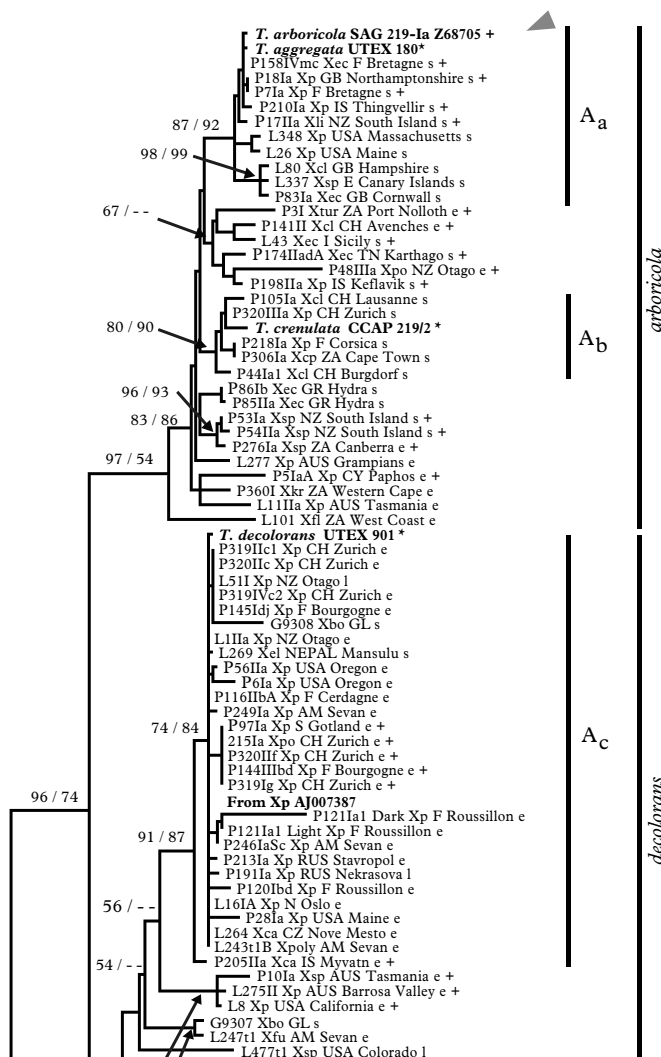 T. arboricola SAG 219-Ia Z68705 +
T. aggregata UTEX 180*
P158IVmc Xec F Bretagne s +
P18Ia Xp GB Northamptonshire s +
P7Ia Xp F Bretagne s +
P210Ia Xp IS Thingvellir s +
P17IIa Xli NZ South Island s +
87 / 92
L348 Xp USA Massachusetts s
L26 Xp USA Maine s
98 / 99
L80 Xcl GB Hampshire s
L337 Xsp E Canary Islands s
P83Ia Xec GB Cornwall s
Aa
67 / - -
P3I Xtur ZA Port Nolloth e +
P141II Xcl CH Avenches e +
L43 Xec I Sicily s +
P174IIadA Xec TN Karthago s +
P48IIIa Xpo NZ Otago e +
P198IIa Xp IS Keflavik s +
arboricola
P105Ia Xcl CH Lausanne s
P320IIIa Xp CH Zurich s
80 / 90
T. crenulata CCAP 219/2 *
P218Ia Xp F Corsica s
P306Ia Xcp ZA Cape Town s
P44Ia1 Xcl CH Burgdorf s
Ab
96 / 93
P86Ib Xec GR Hydra s
P85IIa Xec GR Hydra s
83 / 86
P53Ia Xsp NZ South Island s +
P54IIa Xsp NZ South Island s +
P276Ia Xsp ZA Canberra e +
97 / 54
L277 Xp AUS Grampians e
P5IaA Xp CY Paphos e +
P360I Xkr ZA Western Cape e
L11IIa Xp AUS Tasmania e
L101 Xfl ZA West Coast e
T. decolorans UTEX 901 *
P319IIc1 Xp CH Zurich e
P320IIc Xp CH Zurich e
L51I Xp NZ Otago l
P319IVc2 Xp CH Zurich e
P145Idj Xp F Bourgogne e
G9308 Xbo GL s
L1IIa Xp NZ Otago e
L269 Xel NEPAL Mansulu s
P56IIa Xp USA Oregon e
P6Ia Xp USA Oregon e
P116IIbA Xp F Cerdagne e
P249Ia Xp AM Sevan e
74 / 84
P97Ia Xp S Gotland e +
215Ia Xpo CH Zurich e +
P320IIf Xp CH Zurich e +
P144IIIbd Xp F Bourgogne e +
P319Ig Xp CH Zurich e +
Ac
96 / 74
From Xp AJ007387
P121Ia1 Dark Xp F Roussillon e
P121Ia1 Light Xp F Roussillon e
P246IaSc Xp AM Sevan e
decolorans
91 / 87
P213Ia Xp RUS Stavropol e
P191Ia Xp RUS Nekrasova l
P120Ibd Xp F Roussillon e
56 / - -
L16IA Xp N Oslo e
P28Ia Xp USA Maine e
L264 Xca CZ Nove Mesto e
L243t1B Xpoly AM Sevan e
54 / - -
P205IIa Xca IS Myvatn e +
P10Ia Xsp AUS Tasmania e +
L275II Xp AUS Barrosa Valley e +
L8 Xp USA California e +
G9307 Xbo GL s
L247t1 Xfu AM Sevan e
L477t1 Xsp USA Colorado l